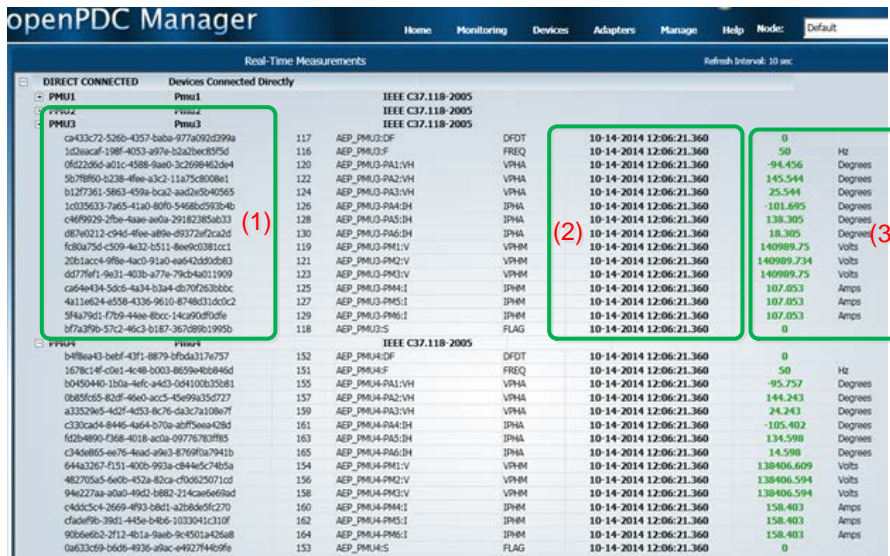 openPDC Manager
Home Monitoring Devices Adapters Manage Help Node: Default
Real-Time Measurements Refresh Interval: 10 sec
DIRECT CONNECTED Devices Connected Directly
PMU1 Pmu1 IEEE C37.118-2005
PMU2 Pmu2 IEEE C37.118-2005
PMU3 Pmu3 IEEE C37.118-2005
ca433c72-526b-4357-baba-977a092d399a 117 AEP_PMU3:DF DFDT 10-14-2014 12:06:21.360 0
1d2eacaf-198f-4053-a97e-b2a2bec85f5d 116 AEP_PMU3:F FREQ 10-14-2014 12:06:21.360 50 Hz
0fd22d6d-a01c-4588-9ae0-3c2698462de4 120 AEP_PMU3-PA1:VH VPHA 10-14-2014 12:06:21.360 -94.456 Degrees
5b7f8f60-b238-4fee-a3c2-11a75c8008e1 122 AEP_PMU3-PA2:VH VPHA 10-14-2014 12:06:21.360 145.544 Degrees
b12f7361-5863-459a-bca2-aad2e5b40565 124 AEP_PMU3-PA3:VH VPHA 10-14-2014 12:06:21.360 25.544 Degrees
1c035633-7a65-41a0-80f0-5468bd593b4b 126 AEP_PMU3-PA4:IH IPHA 10-14-2014 12:06:21.360 -101.695 Degrees
c46f9929-2fbe-4aae-ae0a-29182385ab33 128 AEP_PMU3-PA5:IH IPHA 10-14-2014 12:06:21.360 138.305 Degrees
d87e0212-c94d-4fee-a89e-d9372ef2ca2d 130 AEP_PMU3-PA6:IH IPHA 10-14-2014 12:06:21.360 18.305 Degrees
(1) (2) (3
fc80a75d-c509-4e32-b511-8ee9c0381cc1 119 AEP_PMU3-PM1:V VPHM 10-14-2014 12:06:21.360 140989.75 Volts
20b1acc4-9f8e-4ac0-91a0-ea642dd0db83 121 AEP_PMU3-PM2:V VPHM 10-14-2014 12:06:21.360 140989.734 Volts
dd77fef1-9e31-403b-a77e-79cb4a011909 123 AEP_PMU3-PM3:V VPHM 10-14-2014 12:06:21.360 140989.75 Volts
ca64e434-5dc6-4a34-b3a4-db70f263bbbc 125 AEP_PMU3-PM4:I IPHM 10-14-2014 12:06:21.360 107.053 Amps
4a11e624-e558-4336-9610-8748d31dc0c2 127 AEP_PMU3-PM5:I IPHM 10-14-2014 12:06:21.360 107.053 Amps
5f4a79d1-f7b9-44ee-8bcc-14ca90df0dfe 129 AEP_PMU3-PM6:I IPHM 10-14-2014 12:06:21.360 107.053 Amps
bf7a3f9b-57c2-46c3-b187-367d89b1995b 118 AEP_PMU3:S FLAG 10-14-2014 12:06:21.360 0
PMU4 Pmu4 IEEE C37.118-2005
b4f8ea43-bebf-43f1-8879-bfbda317e757 152 AEP_PMU4:DF DFDT 10-14-2014 12:06:21.360 0
1678c14f-c0e1-4c48-b003-8659e4bb846d 151 AEP_PMU4:F FREQ 10-14-2014 12:06:21.360 50 Hz
b0450440-1b0a-4efc-a4d3-0d4100b35b81 155 AEP_PMU4-PA1:VH VPHA 10-14-2014 12:06:21.360 -95.757 Degrees
0b85fc65-82df-46e0-acc5-45e99a35d727 157 AEP_PMU4-PA2:VH VPHA 10-14-2014 12:06:21.360 144.243 Degrees
a33529e5-4d2f-4d53-8c76-da3c7a108e7f 159 AEP_PMU4-PA3:VH VPHA 10-14-2014 12:06:21.360 24.243 Degrees
c330cad4-8446-4a64-b70a-abff5eea428d 161 AEP_PMU4-PA4:IH IPHA 10-14-2014 12:06:21.360 -105.402 Degrees
fd2b4890-f368-4018-ac0a-09776783ff85 163 AEP_PMU4-PA5:IH IPHA 10-14-2014 12:06:21.360 134.598 Degrees
c34de865-ee76-4ead-a9e3-8769f0a7941b 165 AEP_PMU4-PA6:IH IPHA 10-14-2014 12:06:21.360 14.598 Degrees
644a3267-f151-400b-993a-c844e5c74b5a 154 AEP_PMU4-PM1:V VPHM 10-14-2014 12:06:21.360 138406.609 Volts
482705a5-6e0b-452a-82ca-cf0d625071cd 156 AEP_PMU4-PM2:V VPHM 10-14-2014 12:06:21.360 138406.594 Volts
94e227aa-a0a0-49d2-b882-214cae6e69ad 158 AEP_PMU4-PM3:V VPHM 10-14-2014 12:06:21.360 138406.594 Volts
c4ddc5c4-2669-4f93-b8d1-a2b8de5fc270 160 AEP_PMU4-PM4:I IPHM 10-14-2014 12:06:21.360 158.403 Amps
cfadef9b-39d1-445e-b4b6-1033041c310f 162 AEP_PMU4-PM5:I IPHM 10-14-2014 12:06:21.360 158.403 Amps
90b6e6b2-2f12-4b1a-9aeb-9c4501a426a8 164 AEP_PMU4-PM6:I IPHM 10-14-2014 12:06:21.360 158.403 Amps
0a633c69-b6d6-4936-a9ac-e4927f44b9fe 153 AEP_PMU4:S FLAG 10-14-2014 12:06:21.360 0